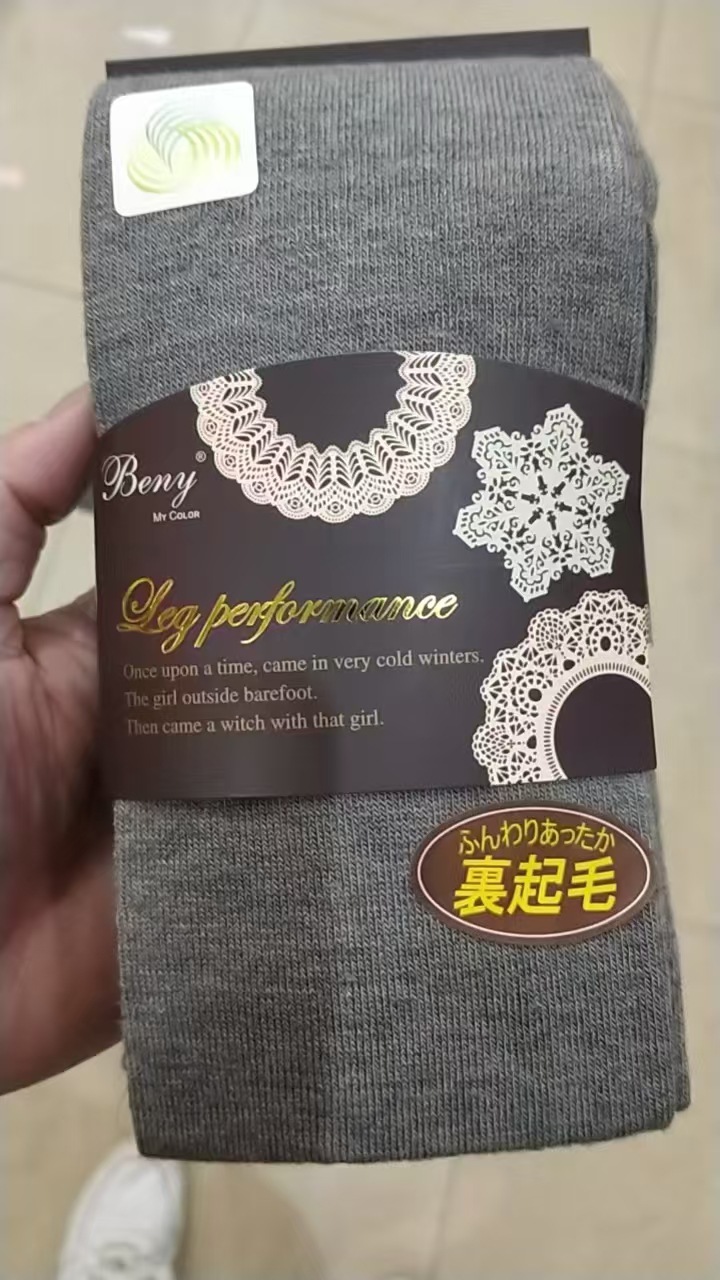 Beny®
MY COLOR
Leg performance
Once upon a time, came in very cold winters.
The girl outside barefoot.
Then came a witch with that girl.
ふんわりあったか
裏起毛